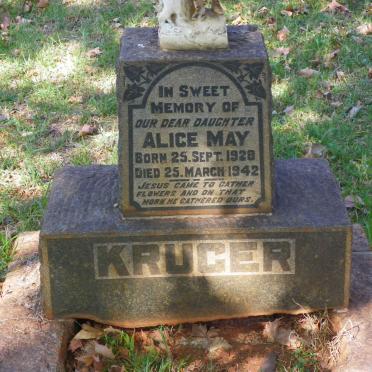 IN SWEET
MEMORY OF
OUR DEAR DAUGHTER
ALICE MAY
BORN 25. SEPT. 1928
DIED 25. MARCH 1942
JESUS CAME TO GATHER
FLOWERS AND ON THAT
MORN HE GATHERED OURS.
KRUGER